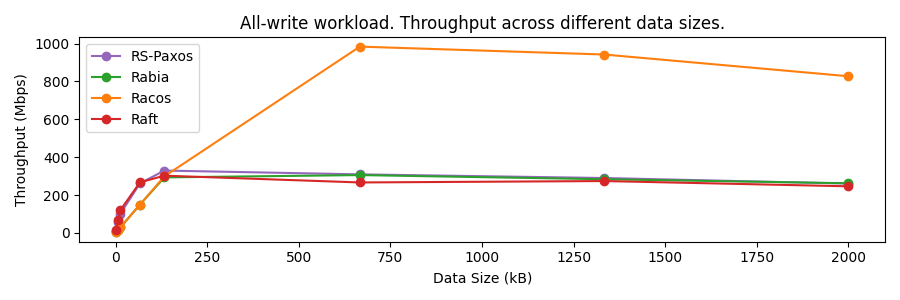 All-write workload. Throughput across different data sizes.
1000
800
600
400
200
0
Throughput (Mbps)
RS-Paxos
Rabia
Racos
Raft
0 250 500 750 1000 1250 1500 1750 2000
Data Size (kB)